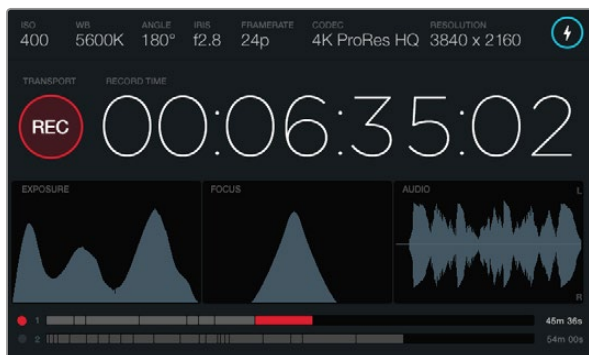 ISO WB ANGLE IRIS FRAMERATE CODEC RESOLUTION
400 5600K 180° f2.8 24p 4K ProRes HQ 3840 x 2160
TRANSPORT RECORD TIME
REC 00:06:35:02
EXPOSURE FOCUS AUDIO L
R
1 45m 36s
2 54m 00s